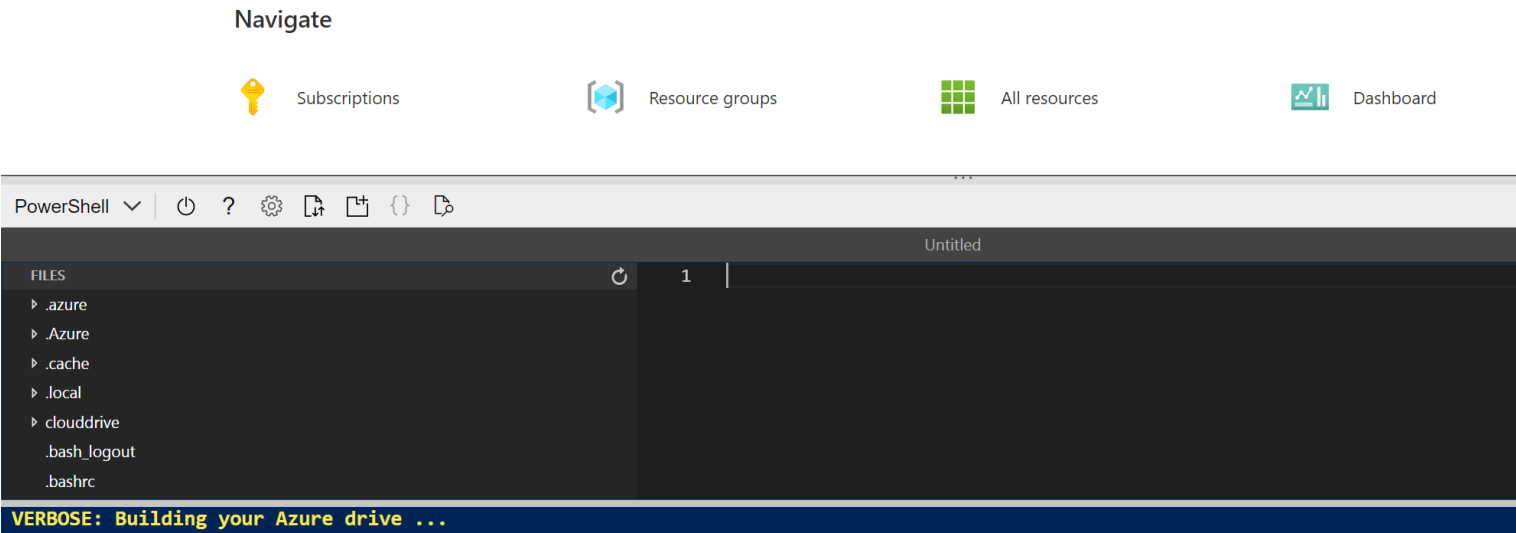 Navigate
Subscriptions Resource groups All resources Dashboard
PowerShell ? {}
Untitled
FILES 1
.azure
.Azure
.cache
.local
clouddrive
.bash_logout
.bashrc
VERBOSE: Building your Azure drive ...